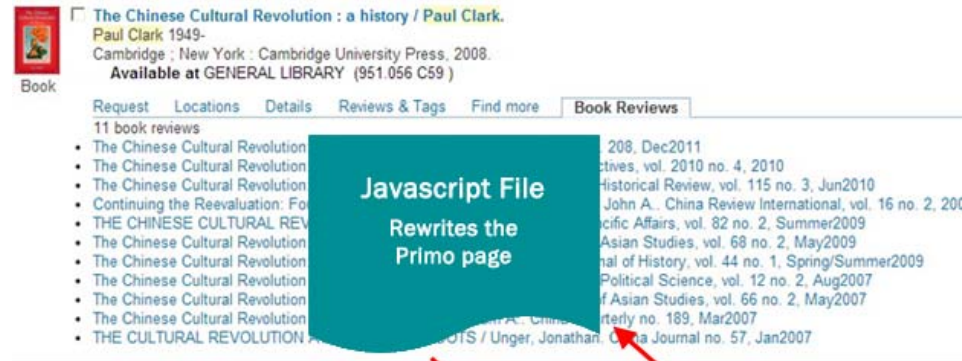 The Chinese Cultural Revolution : a history / Paul Clark.
Paul Clark 1949-
Cambridge ; New York : Cambridge University Press, 2008.
Available at GENERAL LIBRARY (951.056 C59 )
Book
Request Locations Details Reviews & Tags Find more Book Reviews
11 book reviews
The Chinese Cultural Revolution 208, Dec2011
The Chinese Cultural Revolution ctives, vol. 2010 no. 4, 2010
The Chinese Cultural Revolution Historical Review, vol. 115 no. 3, Jun2010
Continuing the Reevaluation: Fo John A.. China Review International, vol. 16 no. 2, 200
THE CHINESE CULTURAL REV cific Affairs, vol. 82 no. 2, Summer2009
The Chinese Cultural Revolution Asian Studies, vol. 68 no. 2, May2009
The Chinese Cultural Revolution nal of History, vol. 44 no. 1, Spring/Summer2009
The Chinese Cultural Revolution Political Science, vol. 12 no. 2, Aug2007
The Chinese Cultural Revolution f Asian Studies, vol. 66 no. 2, May2007
The Chinese Cultural Revolution no. 189, Mar2007
THE CULTURAL REVOLUTION / Unger, Jonathan. China Journal no. 57, Jan2007
Javascript File
Rewrites the
Primo page